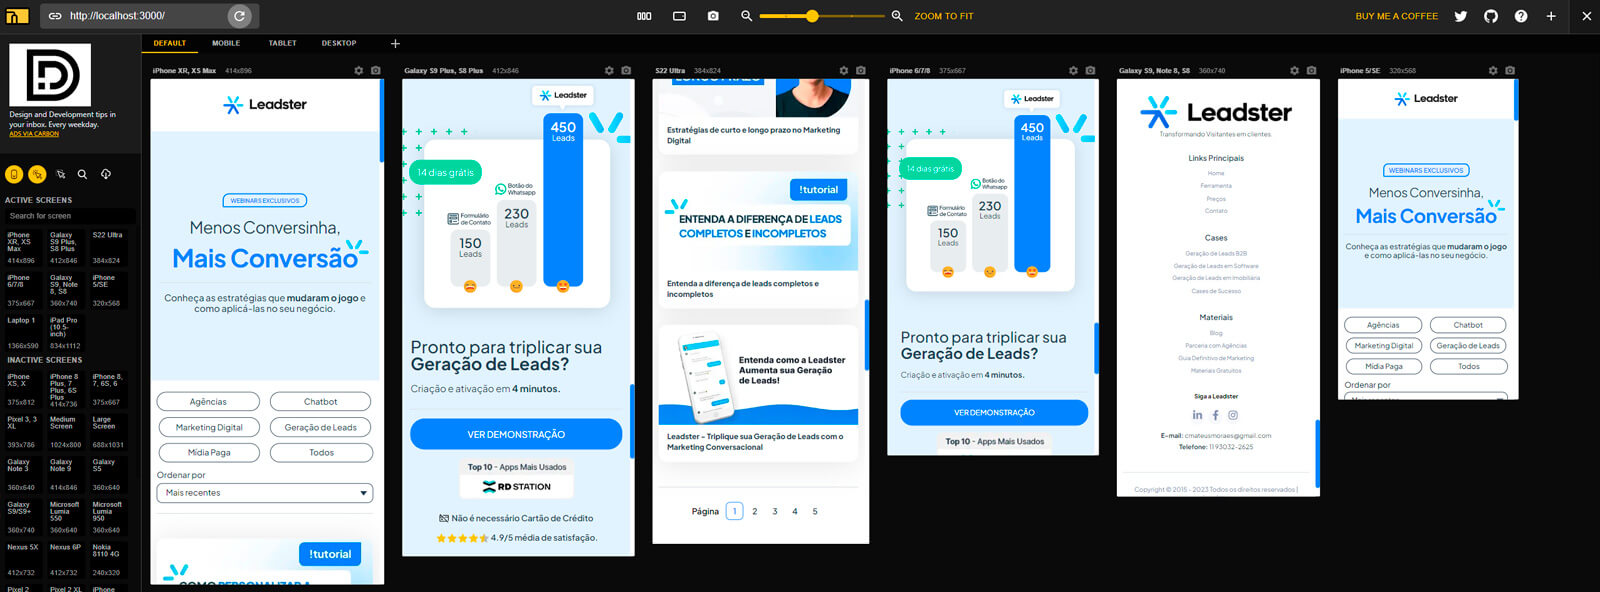 http://localhost:3000/
ZOOM TO FIT
BUY ME A COFFEE
DEFAULT
MOBILE
TABLET
DESKTOP
Design and Development tips in
your inbox. Every weekday.
ADS VIA CARBON
ACTIVE SCREENS
Search for screen
iPhone XR, XS Max
414x896
Galaxy S9 Plus, S8 Plus
412x846
S22 Ultra
384x824
iPhone 6/7/8
375x667
Galaxy S9, Note 8, S8
360x740
iPhone 5/SE
320x568
Laptop 1
1366x590
iPad Pro (10.5-inch)
834x1112
INACTIVE SCREENS
iPhone XS, X
375x812
iPhone 8 Plus, 7 Plus, 6S Plus
414x736
iPhone 8, 7, 6S, 6
375x667
Pixel 3, 3 XL
393x786
Medium Screen
1024x800
Large Screen
688x1031
Galaxy Note 3
360x640
Galaxy Note 9
414x846
Galaxy S5
360x640
Galaxy S9/S9+
360x740
Microsoft Lumia 550
360x640
Microsoft Lumia 950
360x640
Nexus 5X
412x732
Nexus 6P
412x732
Nokia 8110 4G
240x320
Pixel 2
Pixel 2 XL
iPhone
iPhone XR, XS Max 414x896
Leadster
WEBINARS EXCLUSIVOS
Menos Conversinha,
Mais Conversão
Conheça as estratégias que mudaram o jogo e
como aplicá-las no seu negócio.
Agências
Chatbot
Marketing Digital
Geração de Leads
Mídia Paga
Todos
Ordenar por
Mais recentes
!tutorial
COMO PERSONALIZAR A
Galaxy S9 Plus, S8 Plus 412x846
Leadster
450
Leads
14 dias grátis
Botão do
Whatsapp
230
Leads
Formulário
de Contato
150
Leads
Pronto para triplicar sua
Geração de Leads?
Criação e ativação em 4 minutos.
VER DEMONSTRAÇÃO
Top 10 - Apps Mais Usados
RD STATION
Não é necessário Cartão de Crédito
4.9/5 média de satisfação.
S22 Ultra 384x824
LONGO PRAZO
Estratégias de curto e longo prazo no Marketing
Digital
!tutorial
ENTENDA A DIFERENÇA DE LEADS
COMPLETOS E INCOMPLETOS
Entenda a diferença de leads completos e
incompletos
Entenda como a Leadster
Aumenta sua Geração
de Leads!
Leadster - Triplique sua Geração de Leads com o
Marketing Conversacional
Página 1 2 3 4 5
iPhone 6/7/8 375x667
Leadster
450
Leads
14 dias grátis
Botão do
Whatsapp
230
Leads
Formulário
de Contato
150
Leads
Pronto para triplicar sua
Geração de Leads?
Criação e ativação em 4 minutos.
VER DEMONSTRAÇÃO
Top 10 - Apps Mais Usados
Galaxy S9, Note 8, S8 360x740
Leadster
Transformando Visitantes em clientes.
Links Principais
Home
Ferramenta
Preços
Contato
Cases
Geração de Leads B2B
Geração de Leads em Software
Geração de Leads em Imobiliária
Cases de Sucesso
Materiais
Blog
Parceria com Agências
Guia Definitivo de Marketing
Materiais Gratuitos
Siga a Leadster
E-mail: cmateusmoraes@gmail.com
Telefone: 11 93032-2625
Copyright © 2015 - 2023 Todos os direitos reservados |
iPhone 5/SE 320x568
Leadster
WEBINARS EXCLUSIVOS
Menos Conversinha,
Mais Conversão
Conheça as estratégias que mudaram o jogo
e como aplicá-las no seu negócio.
Agências
Chatbot
Marketing Digital
Geração de Leads
Mídia Paga
Todos
Ordenar por
Mais recentes